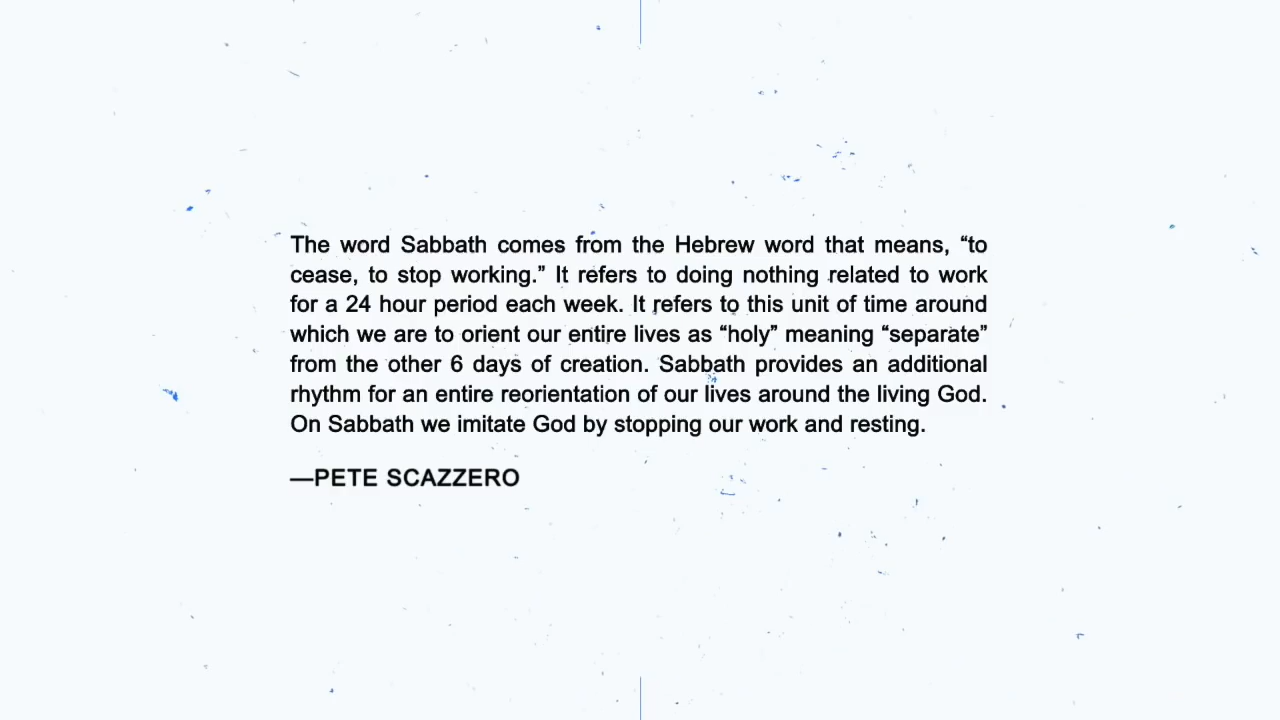 The word Sabbath comes from the Hebrew word that means, “to
cease, to stop working.” It refers to doing nothing related to work
for a 24 hour period each week. It refers to this unit of time around
which we are to orient our entire lives as “holy” meaning “separate”
from the other 6 days of creation. Sabbath provides an additional
rhythm for an entire reorientation of our lives around the living God.
On Sabbath we imitate God by stopping our work and resting.
—PETE SCAZZERO